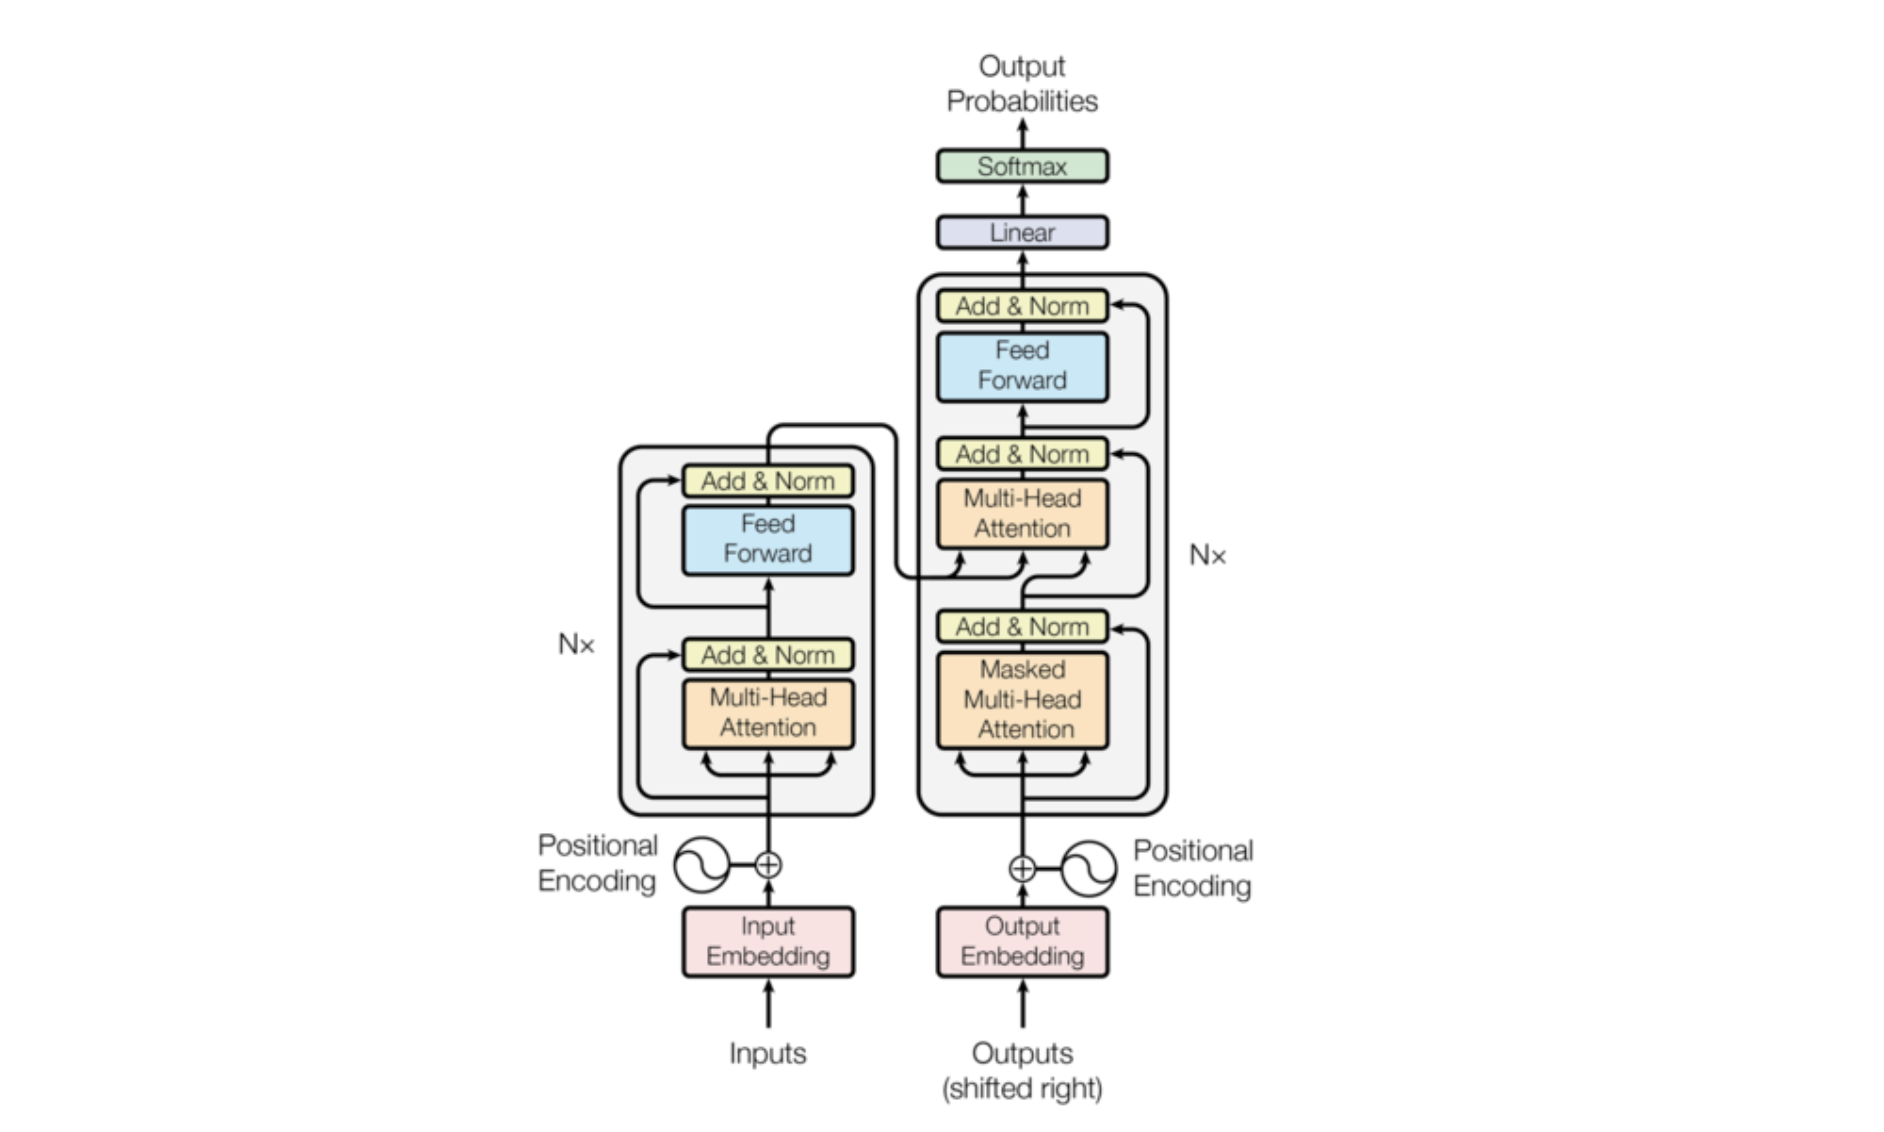 Output
Probabilities
Softmax
Linear
Add & Norm
Feed
Forward
Add & Norm
Multi-Head
Attention
Nx
Add & Norm
Masked
Multi-Head
Attention
Add & Norm
Feed
Forward
Nx
Add & Norm
Multi-Head
Attention
Positional
Encoding
Positional
Encoding
Input
Embedding
Output
Embedding
Inputs
Outputs
(shifted right)